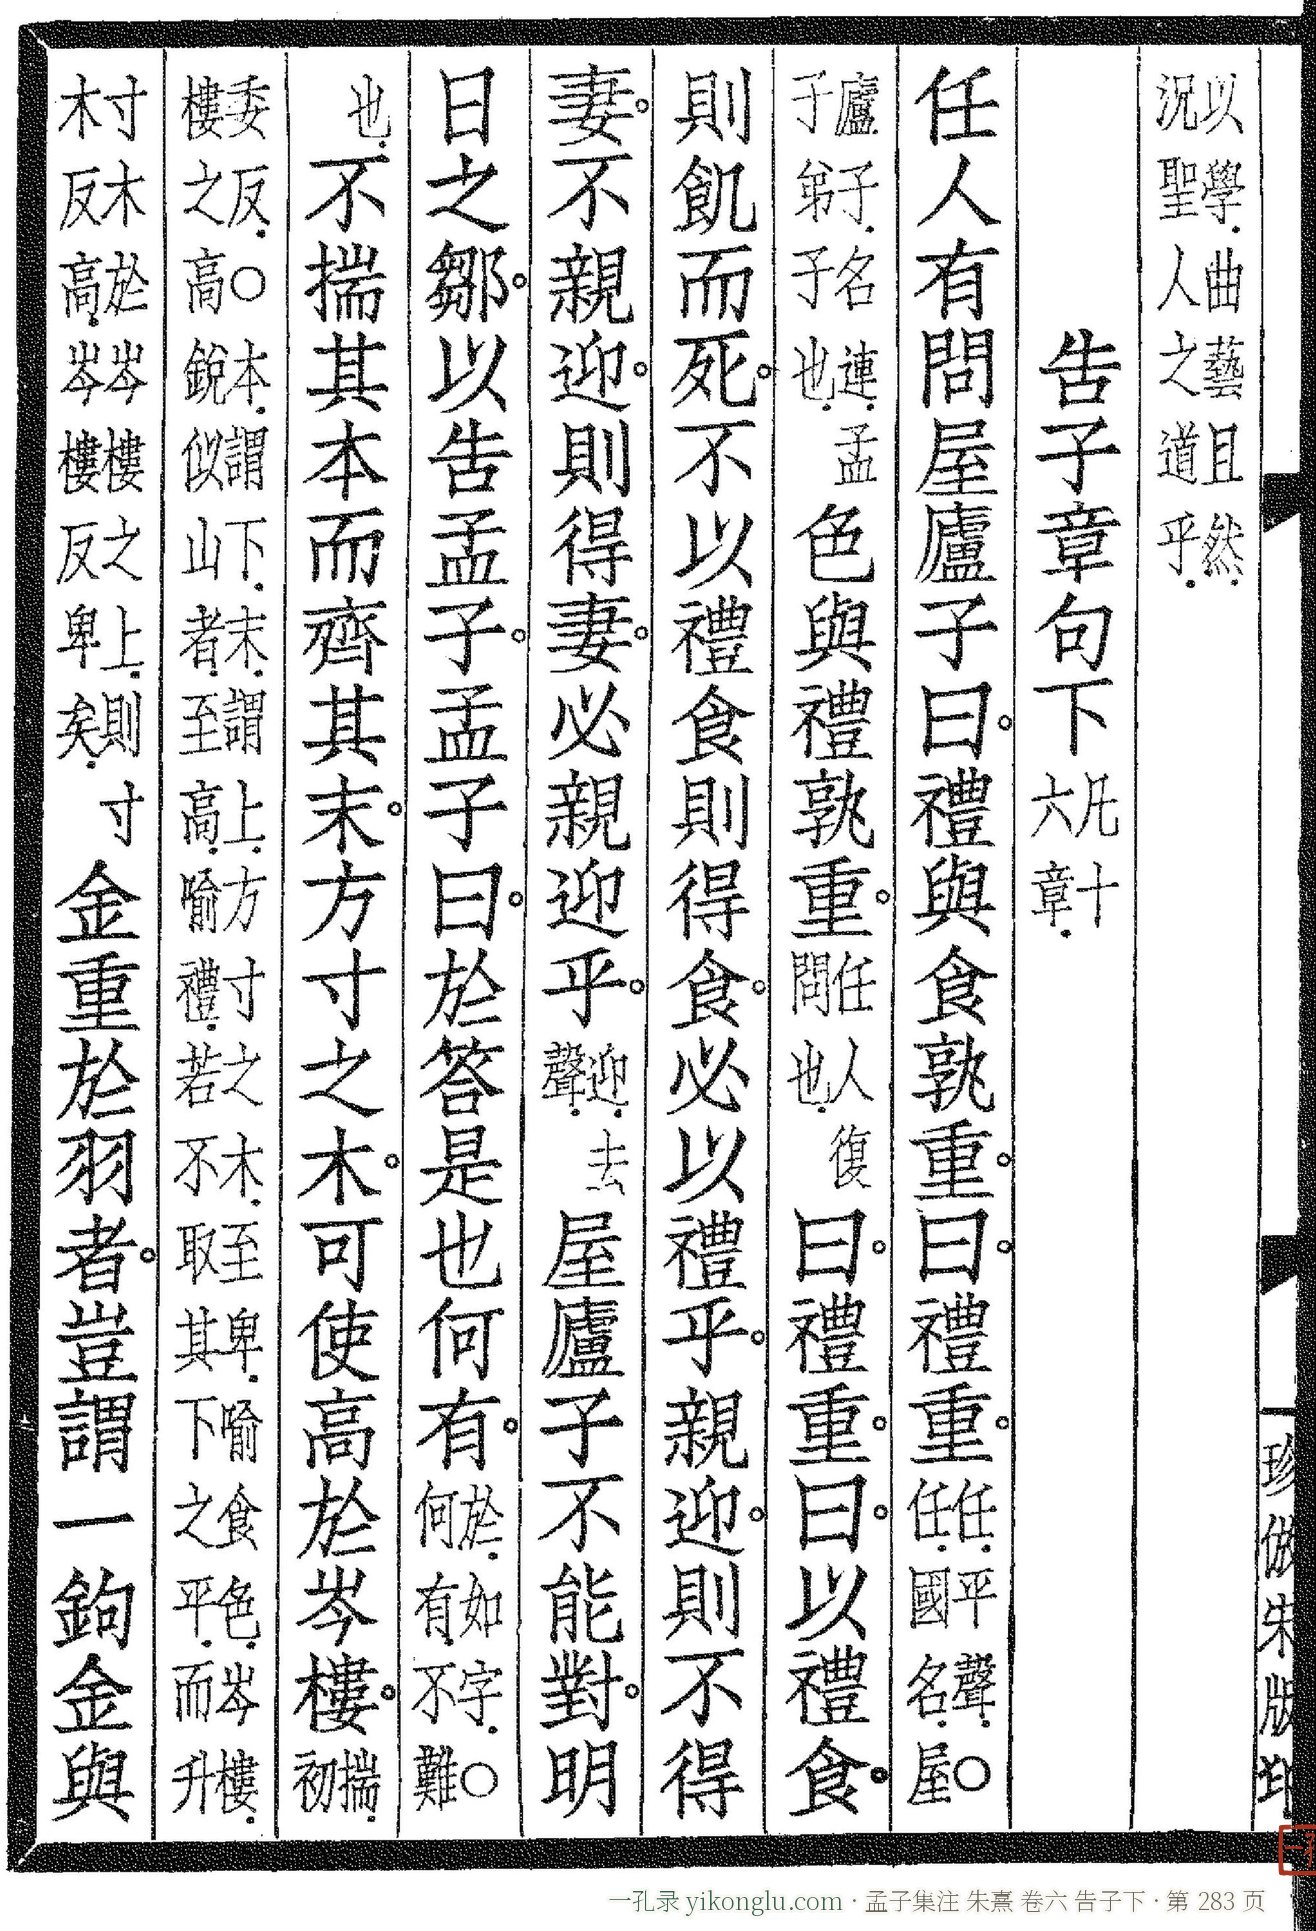 以學．曲藝且然．況聖人之道乎．
告子章句下凡十六章．
任人有問屋廬子曰。禮與食孰重。曰。禮重。任．平聲．○任．國名．屋
廬子．名連．孟子弟子也．色與禮孰重。任人復問也．曰。禮重。曰。以禮食。
則飢而死。不以禮食則得食。必以禮乎。親迎。則不得
妻。不親迎。則得妻。必親迎乎。迎．去聲．屋廬子不能對。明
日之鄒。以告孟子。孟子曰。於答是也何有。於．如字．○何有．不難
也．不揣其本而齊其末。方寸之木。可使高於岑樓。揣．初
委反．○本．謂下．末．謂上．方寸之木．至卑．喻食色．岑樓．樓之高銳似山者．至高．喻禮．若不取其下之平．而升
寸木於岑樓之上．則寸木反高．岑樓反卑矣．金重於羽者。豈謂一鉤金與
珍倣宋版印
一孔录 yikonglu.com · 孟子集注 朱熹 卷六 告子下 · 第 283 页